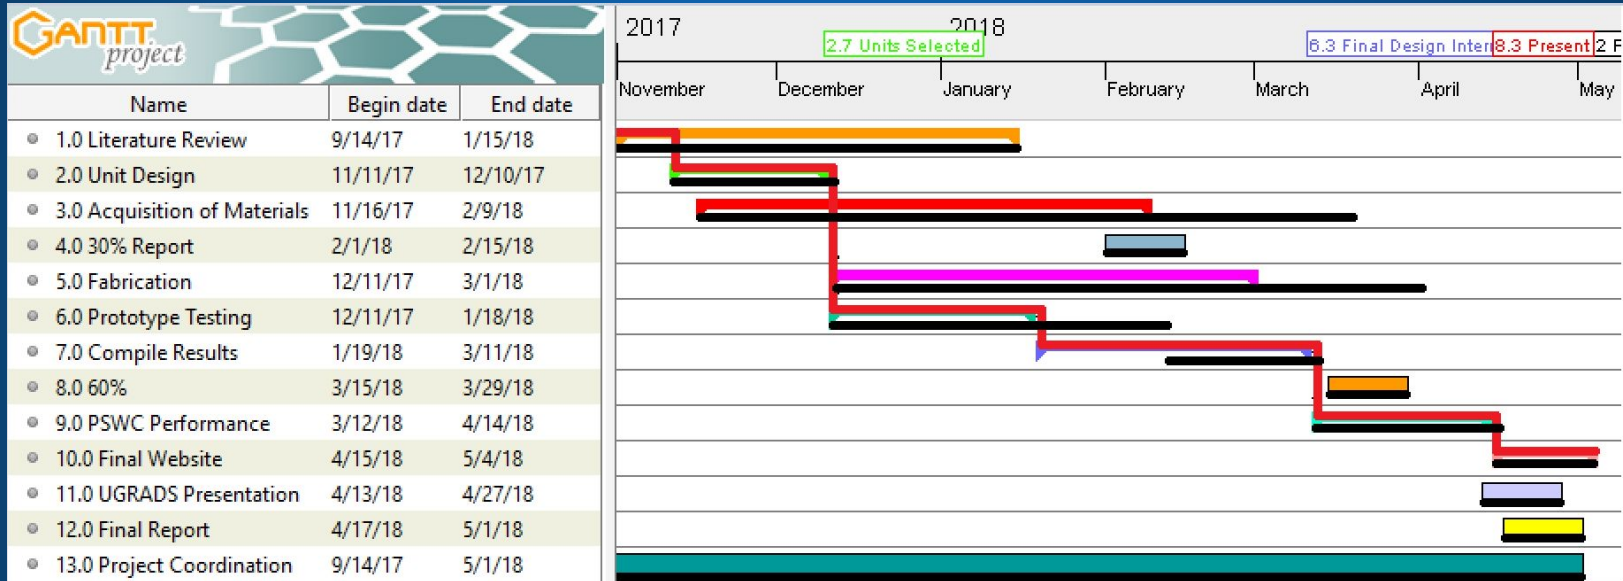 GANTT
project
2017 2018
2.7 Units Selected 6.3 Final Design Inter 8.3 Present 2 F
November December January February March April May
Name Begin date End date
1.0 Literature Review 9/14/17 1/15/18
2.0 Unit Design 11/11/17 12/10/17
3.0 Acquisition of Materials 11/16/17 2/9/18
4.0 30% Report 2/1/18 2/15/18
5.0 Fabrication 12/11/17 3/1/18
6.0 Prototype Testing 12/11/17 1/18/18
7.0 Compile Results 1/19/18 3/11/18
8.0 60% 3/15/18 3/29/18
9.0 PSWC Performance 3/12/18 4/14/18
10.0 Final Website 4/15/18 5/4/18
11.0 UGRADS Presentation 4/13/18 4/27/18
12.0 Final Report 4/17/18 5/1/18
13.0 Project Coordination 9/14/17 5/1/18